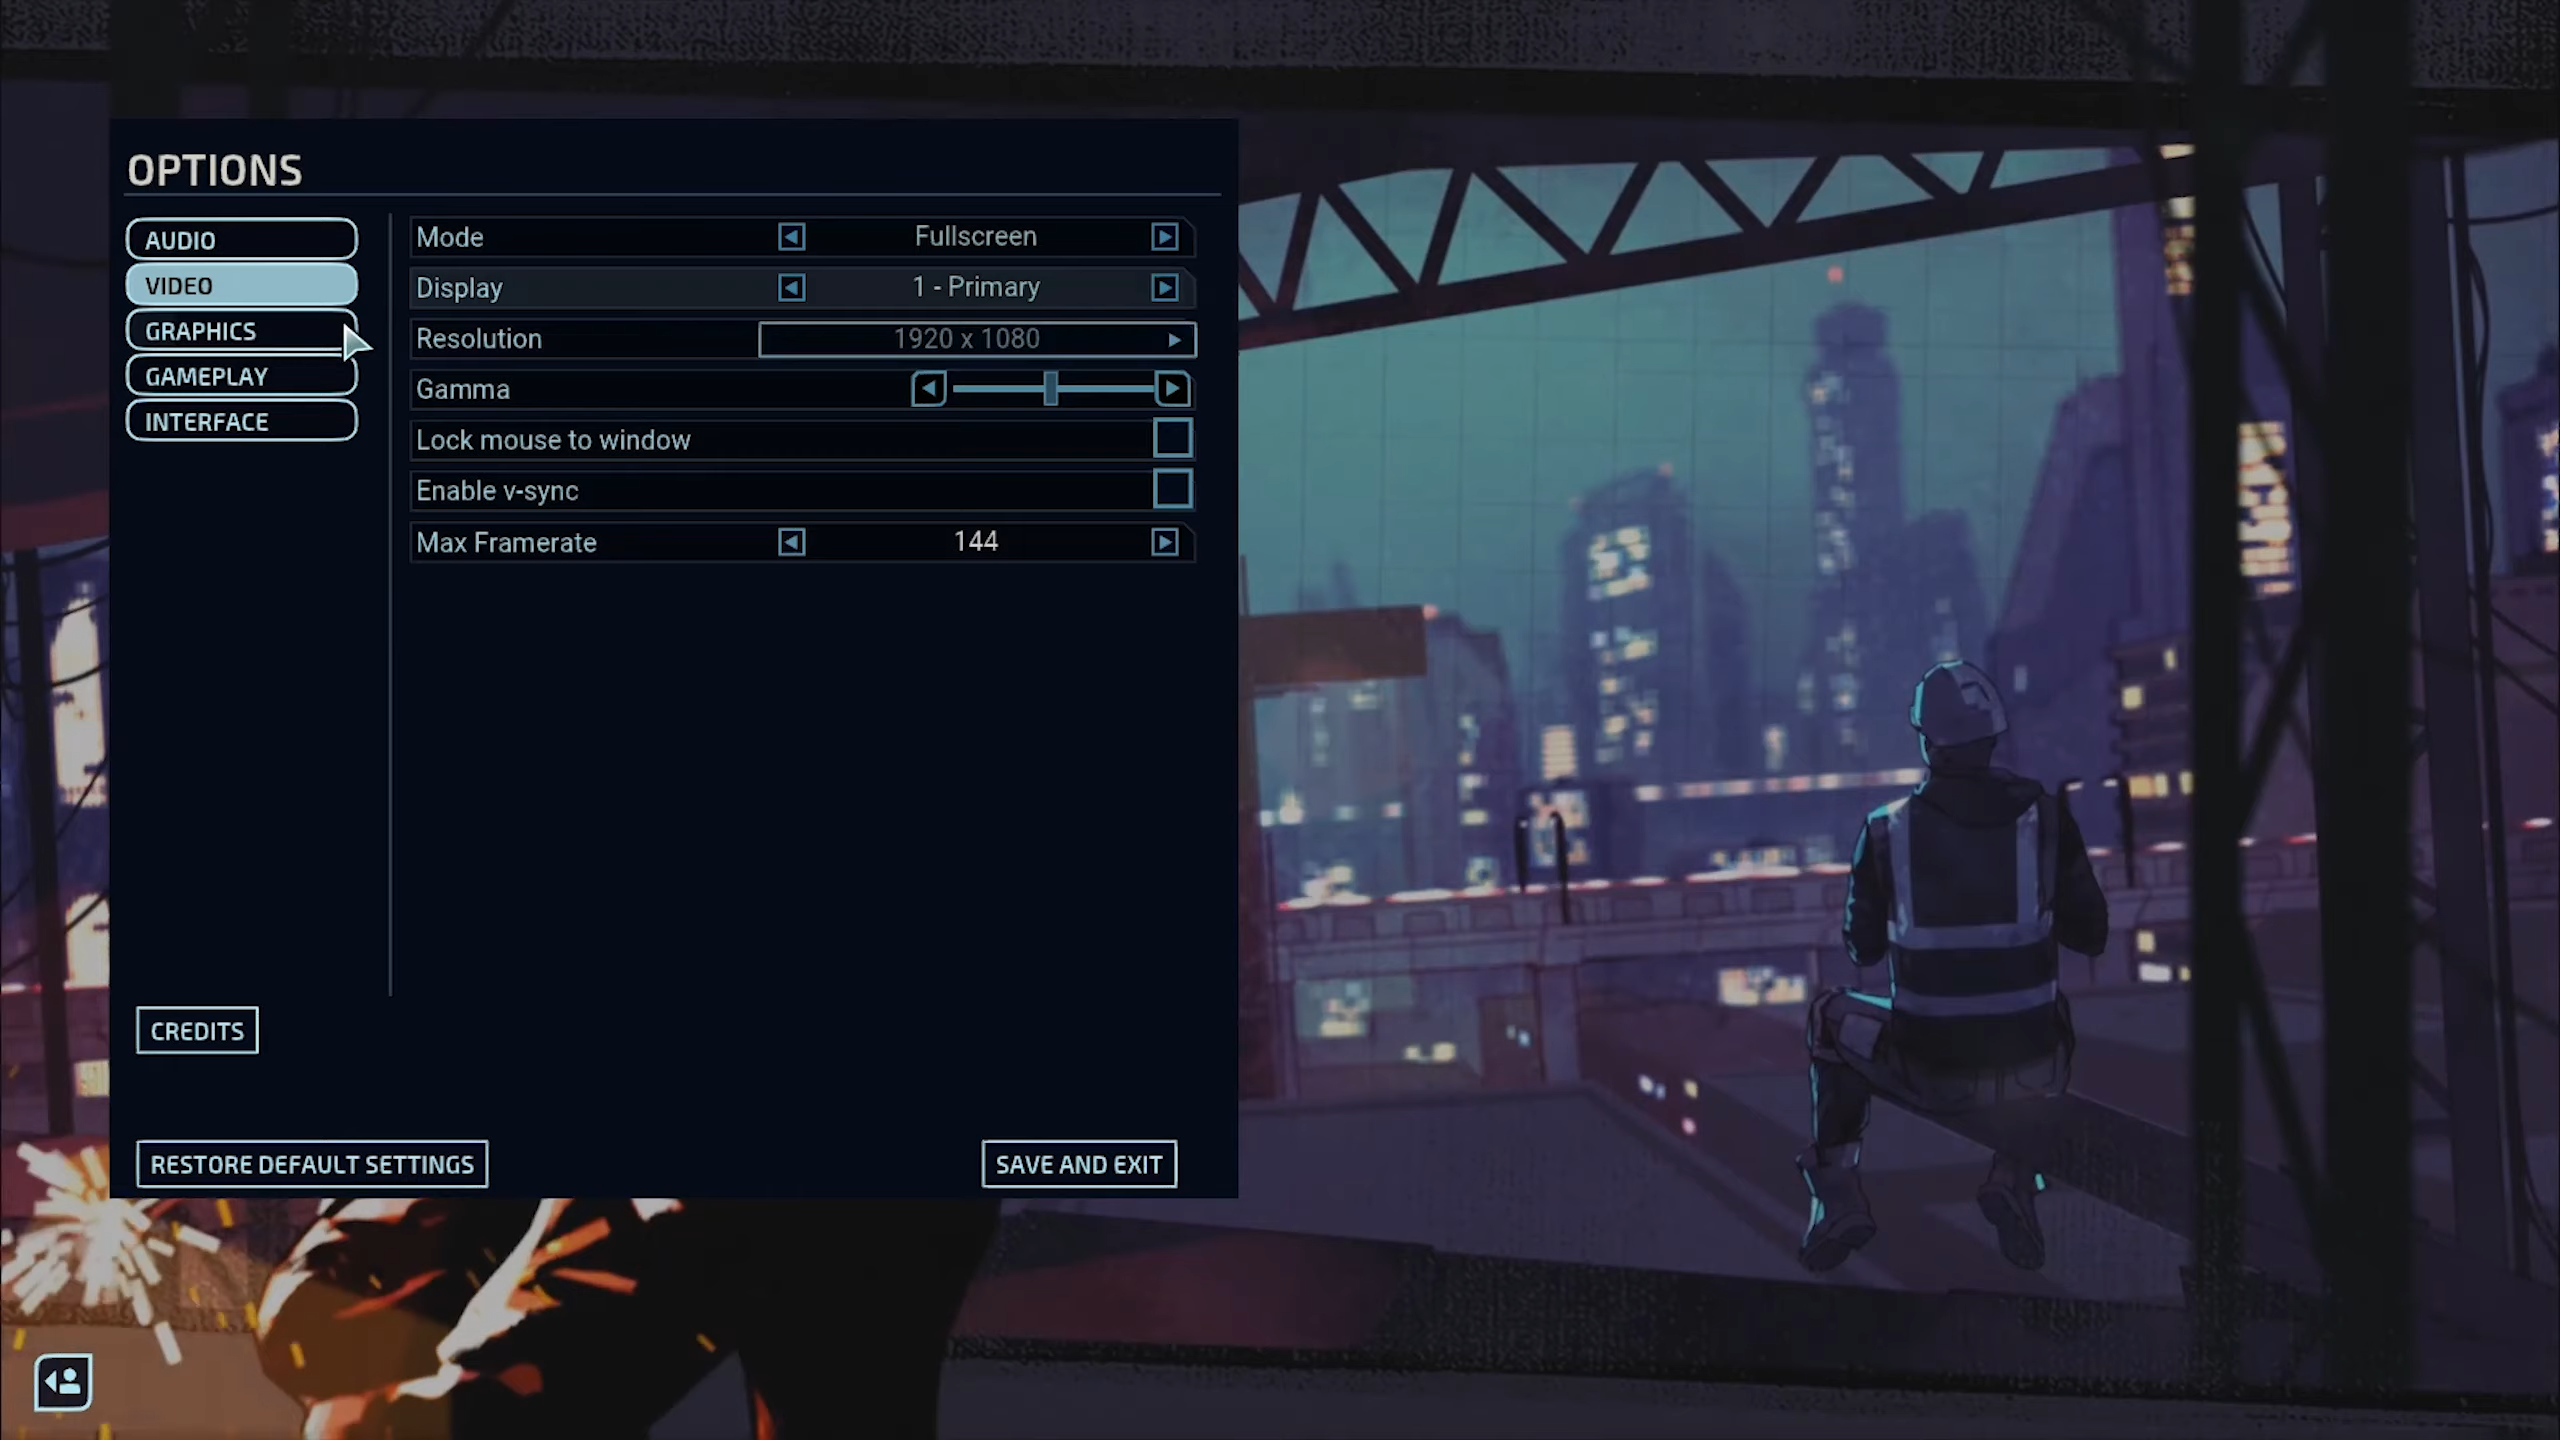 OPTIONS
AUDIO
VIDEO
GRAPHICS
GAMEPLAY
INTERFACE
Mode Fullscreen
Display 1 - Primary
Resolution 1920 x 1080
Gamma
Lock mouse to window
Enable v-sync
Max Framerate 144
CREDITS
RESTORE DEFAULT SETTINGS
SAVE AND EXIT